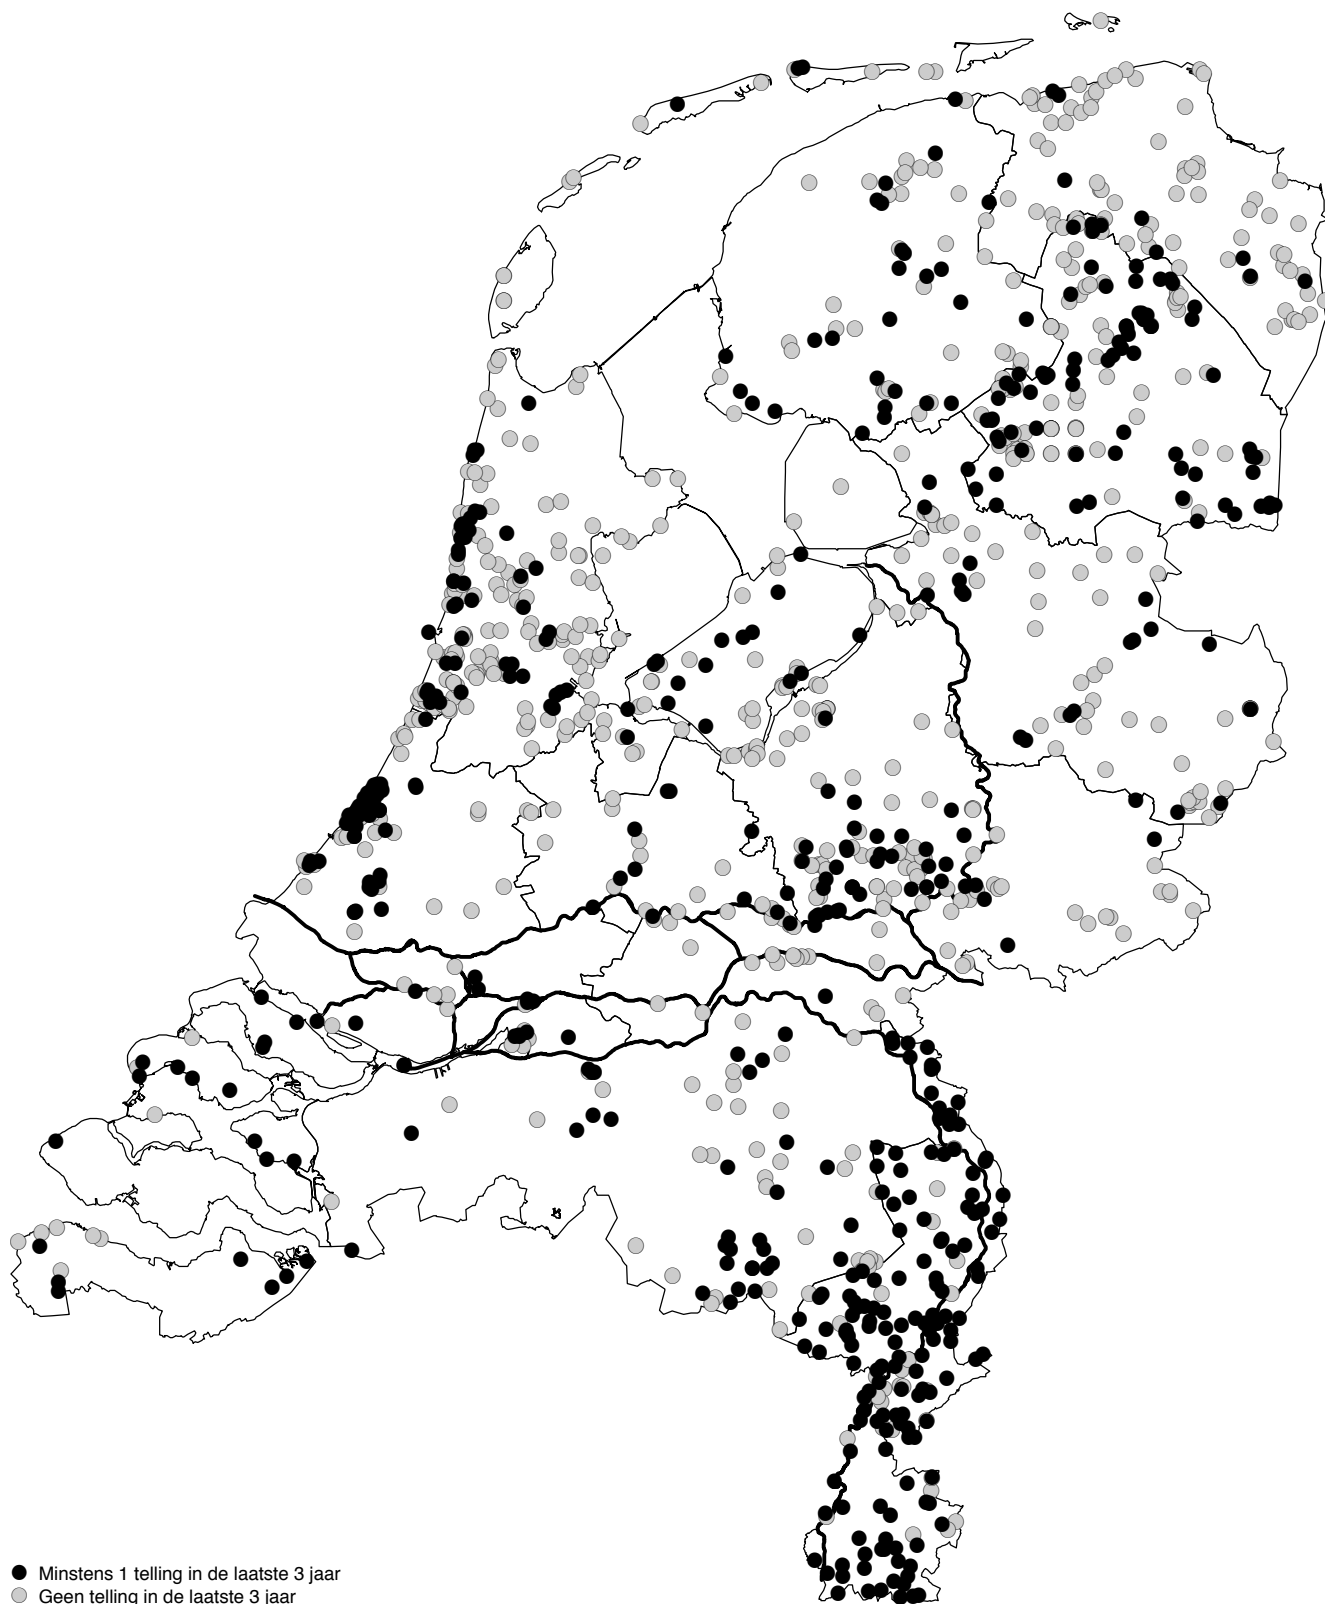 Minstens 1 telling in de laatste 3 jaar
Geen telling in de laatste 3 jaar